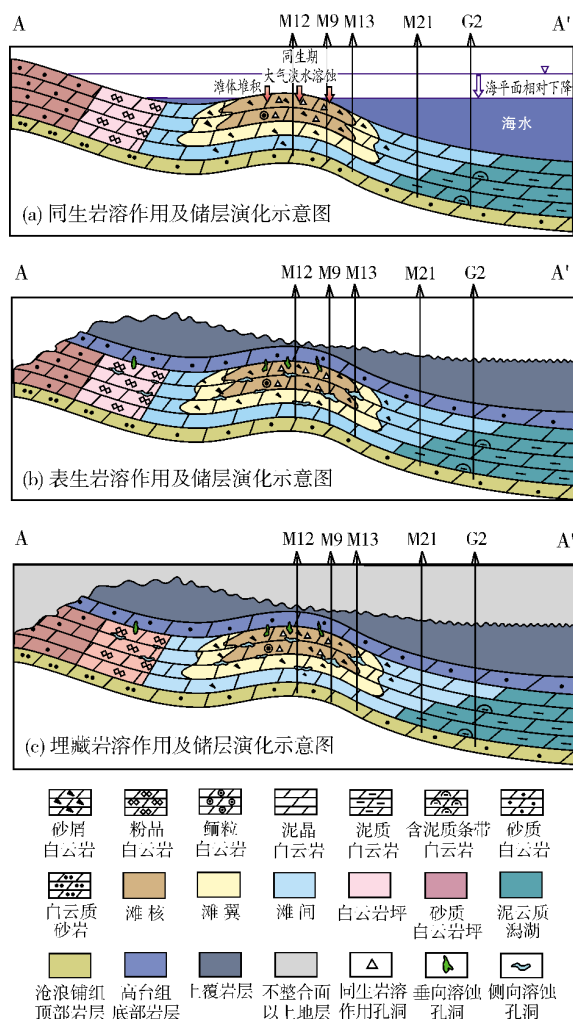 A M12 M9 M13 M21 G2 A'
同生期
滩体堆积 大气淡水溶蚀
海平面相对下降
海水
(a) 同生岩溶作用及储层演化示意图
A M12 M9 M13 M21 G2 A'
(b) 表生岩溶作用及储层演化示意图
A M12 M9 M13 M21 G2 A'
(c) 埋藏岩溶作用及储层演化示意图
砂屑 粉晶 鲕粒 泥晶 泥质 含泥质条带 砂质
白云岩 白云岩 白云岩 白云岩 白云岩 白云岩 白云岩
白云质 滩核 滩翼 滩间 白云岩坪 砂质 泥云质
砂岩 白云岩坪 潟湖
沧浪铺组 高台组 上覆岩层 不整合面 同生岩溶 垂向溶蚀 侧向溶蚀
顶部岩层 底部岩层 以上地层 作用孔洞 孔洞 孔洞